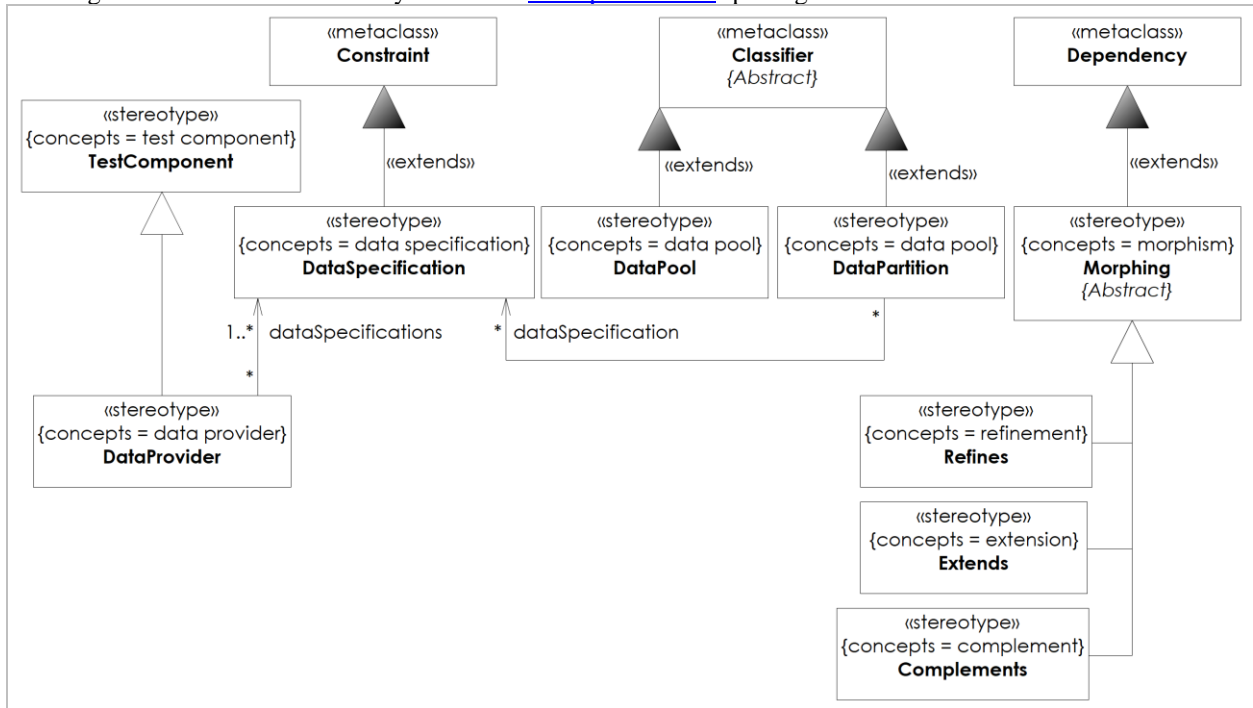 «metaclass»
Constraint
«metaclass»
Classifier
{Abstract}
«metaclass»
Dependency
«stereotype»
{concepts = test component}
TestComponent
«extends»
«extends»
«extends»
«extends»
«stereotype»
{concepts = data specification}
DataSpecification
«stereotype»
{concepts = data pool}
DataPool
«stereotype»
{concepts = data pool}
DataPartition
«stereotype»
{concepts = morphism}
Morphing
{Abstract}
1..* dataSpecifications
*
* dataSpecification
*
«stereotype»
{concepts = data provider}
DataProvider
«stereotype»
{concepts = refinement}
Refines
«stereotype»
{concepts = extension}
Extends
«stereotype»
{concepts = complement}
Complements